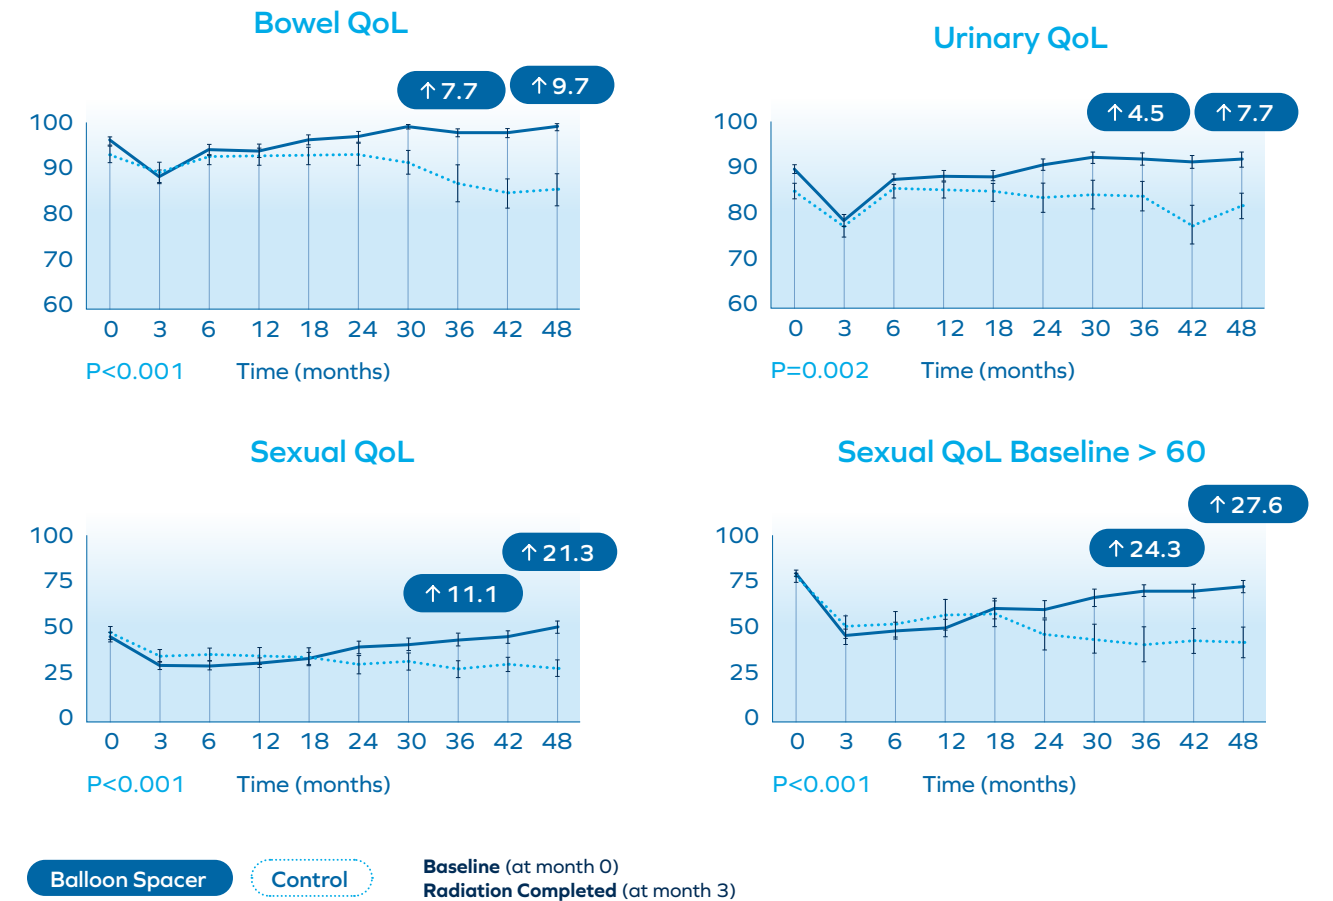 Bowel QoL
↑ 7.7
↑ 9.7
100
90
80
70
60
0 3 6 12 18 24 30 36 42 48
P<0.001 Time (months)
Urinary QoL
↑ 4.5
↑ 7.7
100
90
80
70
60
0 3 6 12 18 24 30 36 42 48
P=0.002 Time (months)
Sexual QoL
↑ 21.3
↑ 11.1
100
75
50
25
0
0 3 6 12 18 24 30 36 42 48
P<0.001 Time (months)
Sexual QoL Baseline > 60
↑ 27.6
↑ 24.3
100
75
50
25
0
0 3 6 12 18 24 30 36 42 48
P<0.001 Time (months)
Balloon Spacer
Control
Baseline (at month 0)
Radiation Completed (at month 3)